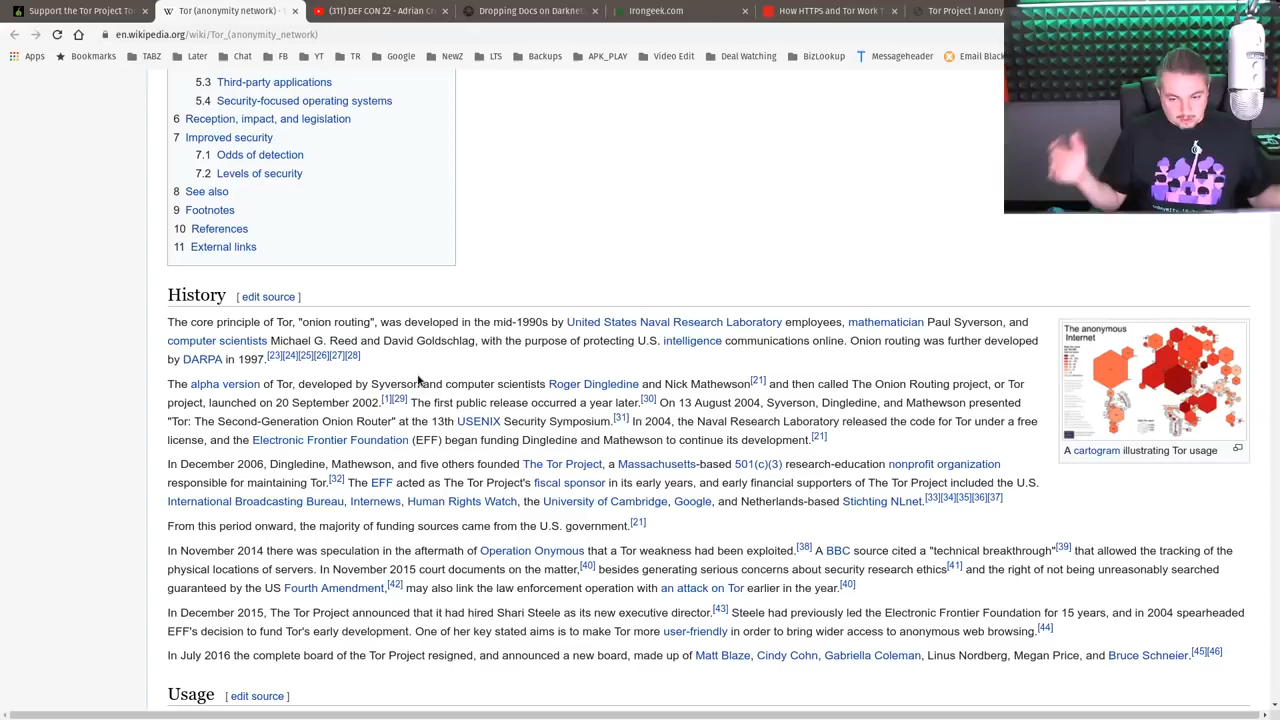 Support the Tor Project To
Tor (anonymity network) -
(311) DEF CON 22 - Adrian Cr
Dropping Docs on Darknet
Irongeek.com
How HTTPS and Tor Work T
Tor Project | Anony
en.wikipedia.org/wiki/Tor_(anonymity_network)
Apps Bookmarks TABZ Later Chat FB YT TR Google NewZ LTS Backups APK_PLAY Video Edit Deal Watching BizLookup Messageheader Email Black
5.3 Third-party applications
5.4 Security-focused operating systems
6 Reception, impact, and legislation
7 Improved security
7.1 Odds of detection
7.2 Levels of security
8 See also
9 Footnotes
10 References
11 External links
History [ edit source ]
The core principle of Tor, "onion routing", was developed in the mid-1990s by United States Naval Research Laboratory employees, mathematician Paul Syverson, and
computer scientists Michael G. Reed and David Goldschlag, with the purpose of protecting U.S. intelligence communications online. Onion routing was further developed
by DARPA in 1997.[23][24][25][26][27][28]
The alpha version of Tor, developed by Syverson and computer scientists Roger Dingledine and Nick Mathewson[21] and then called The Onion Routing project, or Tor
project, launched on 20 September 2002.[1][29] The first public release occurred a year later.[30] On 13 August 2004, Syverson, Dingledine, and Mathewson presented
"Tor: The Second-Generation Onion Router" at the 13th USENIX Security Symposium.[31] In 2004, the Naval Research Laboratory released the code for Tor under a free
license, and the Electronic Frontier Foundation (EFF) began funding Dingledine and Mathewson to continue its development.[21]
In December 2006, Dingledine, Mathewson, and five others founded The Tor Project, a Massachusetts-based 501(c)(3) research-education nonprofit organization
responsible for maintaining Tor.[32] The EFF acted as The Tor Project's fiscal sponsor in its early years, and early financial supporters of The Tor Project included the U.S.
International Broadcasting Bureau, Internews, Human Rights Watch, the University of Cambridge, Google, and Netherlands-based Stichting NLnet.[33][34][35][36][37]
From this period onward, the majority of funding sources came from the U.S. government.[21]
In November 2014 there was speculation in the aftermath of Operation Onymous that a Tor weakness had been exploited.[38] A BBC source cited a "technical breakthrough"[39] that allowed the tracking of the
physical locations of servers. In November 2015 court documents on the matter,[40] besides generating serious concerns about security research ethics[41] and the right of not being unreasonably searched
guaranteed by the US Fourth Amendment,[42] may also link the law enforcement operation with an attack on Tor earlier in the year.[40]
In December 2015, The Tor Project announced that it had hired Shari Steele as its new executive director.[43] Steele had previously led the Electronic Frontier Foundation for 15 years, and in 2004 spearheaded
EFF's decision to fund Tor's early development. One of her key stated aims is to make Tor more user-friendly in order to bring wider access to anonymous web browsing.[44]
In July 2016 the complete board of the Tor Project resigned, and announced a new board, made up of Matt Blaze, Cindy Cohn, Gabriella Coleman, Linus Nordberg, Megan Price, and Bruce Schneier.[45][46]
The anonymous
Internet
A cartogram illustrating Tor usage
Usage [ edit source ]